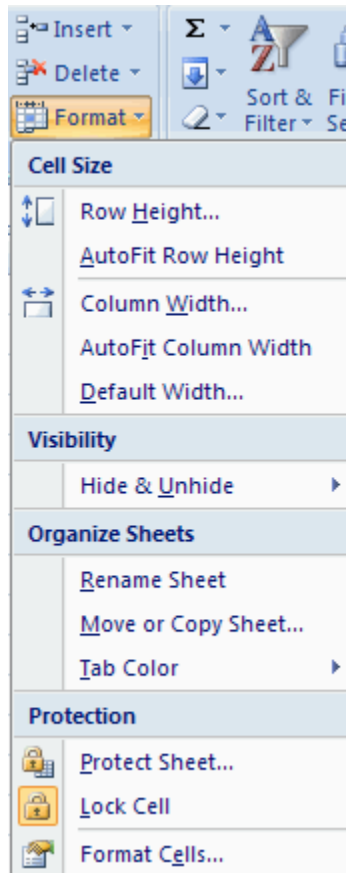 Insert
Delete
Format
Σ
A
Z
Sort &
Filter
Cell Size
Row Height...
AutoFit Row Height
Column Width...
AutoFit Column Width
Default Width...
Visibility
Hide & Unhide
Organize Sheets
Rename Sheet
Move or Copy Sheet...
Tab Color
Protection
Protect Sheet...
Lock Cell
Format Cells...